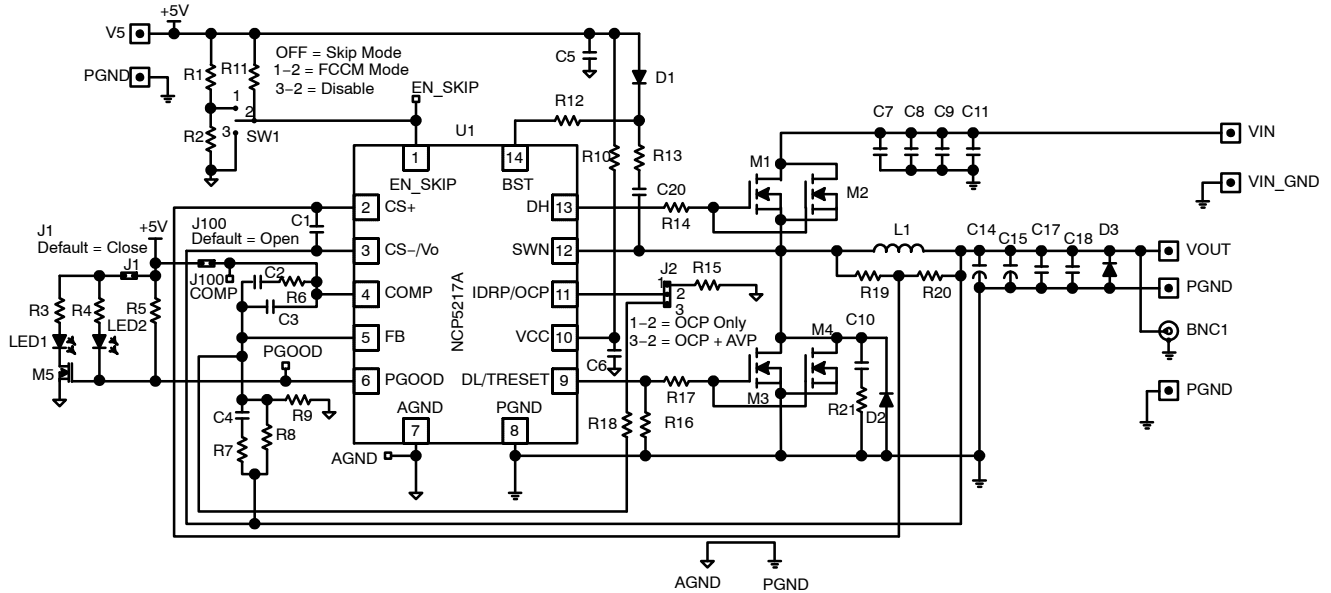 +5V
V5
PGND
R1
R11
OFF = Skip Mode
1–2 = FCCM Mode
3–2 = Disable
1
2
3
R2
SW1
EN_SKIP
U1
C5
D1
R12
R10
R13
1
14
EN_SKIP
BST
C7
C8
C9
C11
VIN
VIN_GND
M1
M2
C20
R14
2
CS+
DH
13
C1
3
CS–/Vo
SWN
12
J1
Default = Close
+5V
J100
Default = Open
J1
J100
COMP
C2
R6
C3
4
COMP
IDRP/OCP
11
J2
1
2
3
R15
1–2 = OCP Only
3–2 = OCP + AVP
L1
R19
R20
C14
C15
C17
C18
D3
VOUT
PGND
BNC1
PGND
R3
R4
R5
LED1
LED2
M5
NCP5217A
5
FB
VCC
10
C6
PGOOD
6
PGOOD
DL/TRESET
9
R17
M3
M4
C10
R21
D2
C4
R9
R7
R8
AGND
PGND
7
8
R18
R16
AGND
AGND
PGND